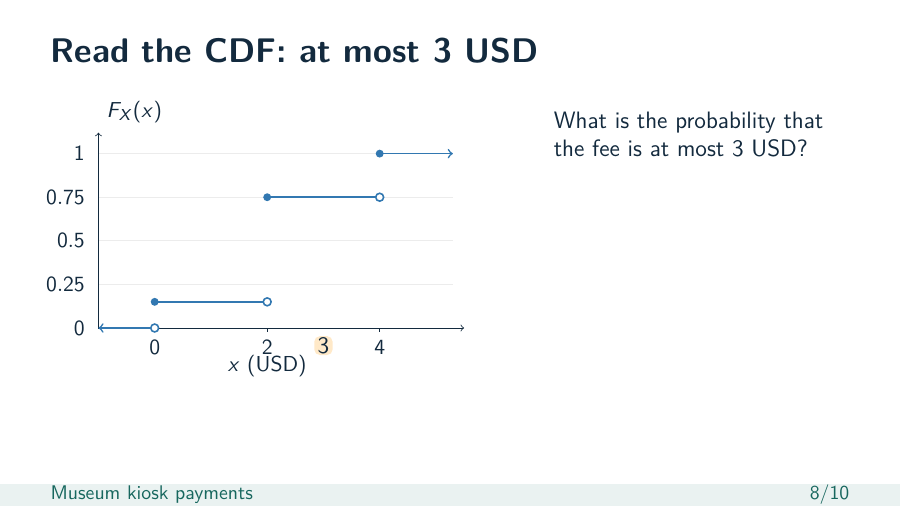 Read the CDF: at most 3 USD
F_X(x)
1
0.75
0.5
0.25
0
0 2 3 4
x (USD)
What is the probability that
the fee is at most 3 USD?
Museum kiosk payments
8/10